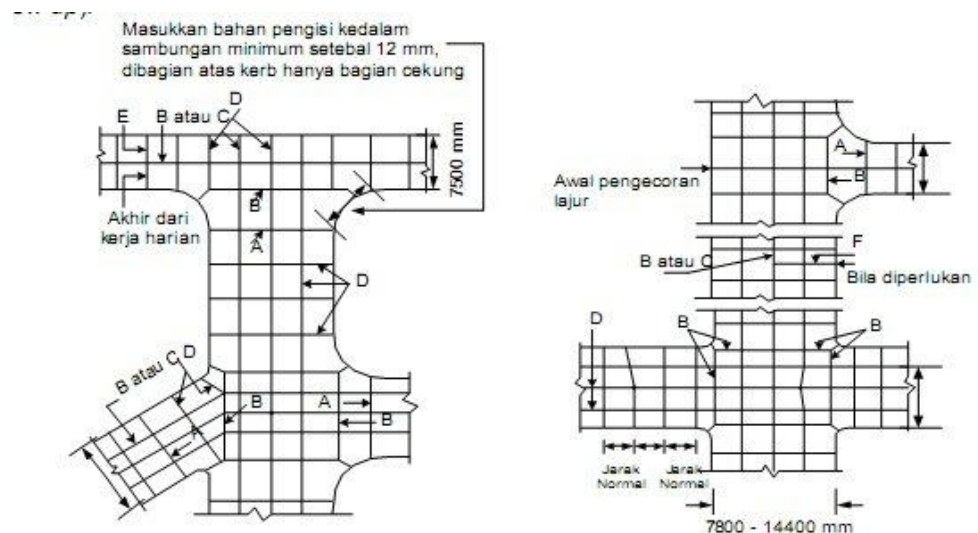 Masukkan bahan pengisi kedalam
sambungan minimum setebal 12 mm,
dibagian atas kerb hanya bagian cekung
D
E
B atau C
7500 mm
B
A
Akhir dari
kerja harian
D
B atau C
D
B
A
A
B
A
B
Awal pengecoran
lajur
F
B atau C
Bila diperlukan
D
B
B
Jarak
Normal
Jarak
Normal
7800 - 14400 mm